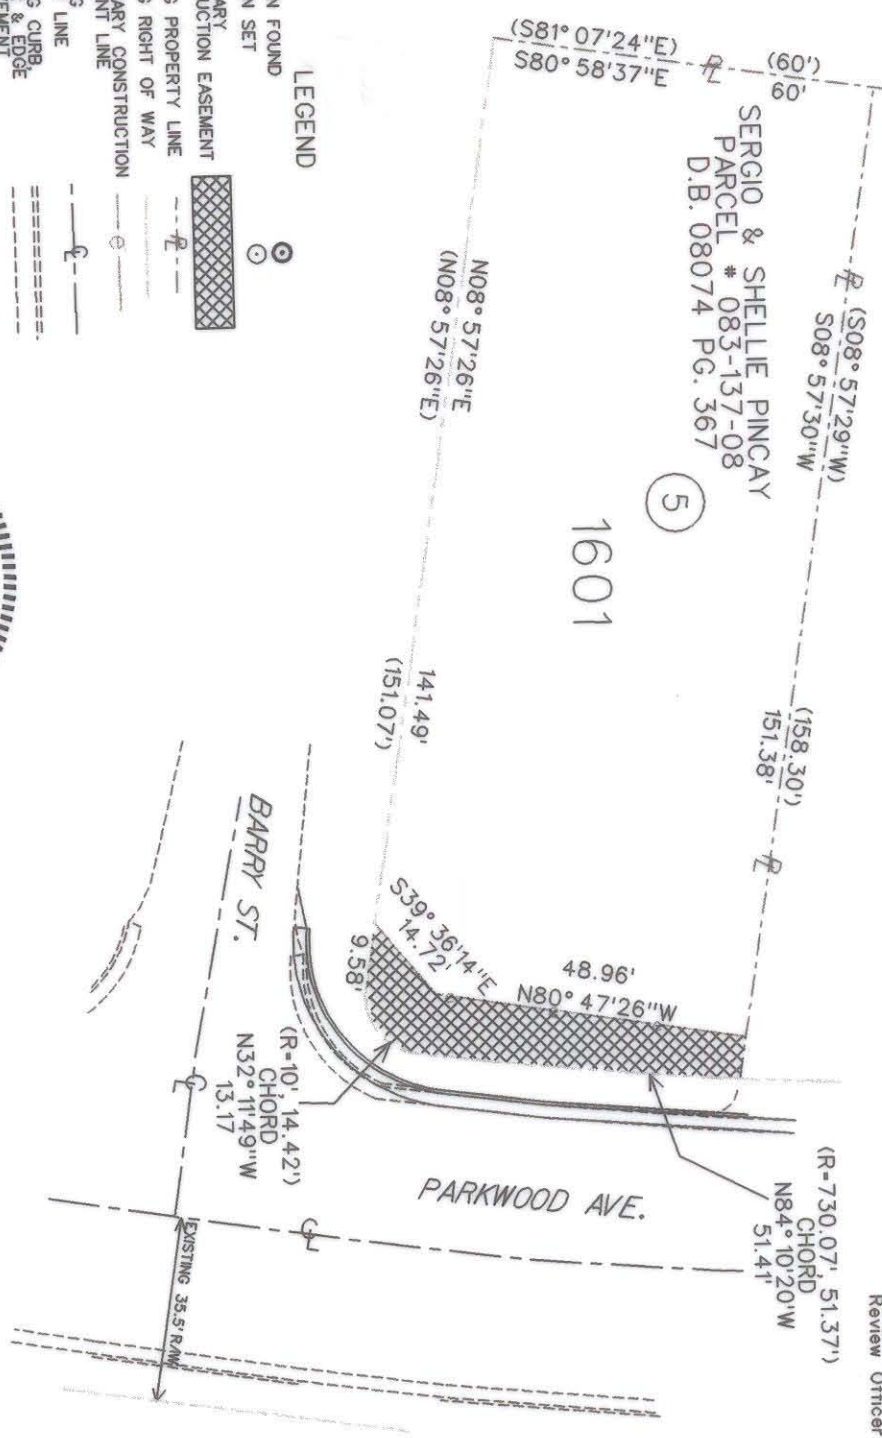 Review Officer
(S81° 07'24"E)
S80° 58'37"E
(60')
60'
SERGIO & SHELLIE PINCAY
PARCEL # 083-137-08
D.B. 08074 PG. 367
(S08° 57'29"W)
S08° 57'30"W
(158.30')
151.38'
5
1601
N08° 57'26"E
(N08° 57'26"E)
141.49'
(151.07')
S39° 36'14"E
14.72'
9.58'
48.96'
N80° 47'26"W
(R=730.07', 51.37')
CHORD
N84° 10'20"W
51.41'
(R=10', 14.42')
CHORD
N32° 11'49"W
13.17
BARRY ST.
PARKWOOD AVE.
EXISTING 35.5' R/W
LEGEND
N FOUND
N SET
ARY
UCTION EASEMENT
G PROPERTY LINE
G RIGHT OF WAY
ARY CONSTRUCTION
NT LINE
G
LINE
G CURB,
& EDGE
EMENT